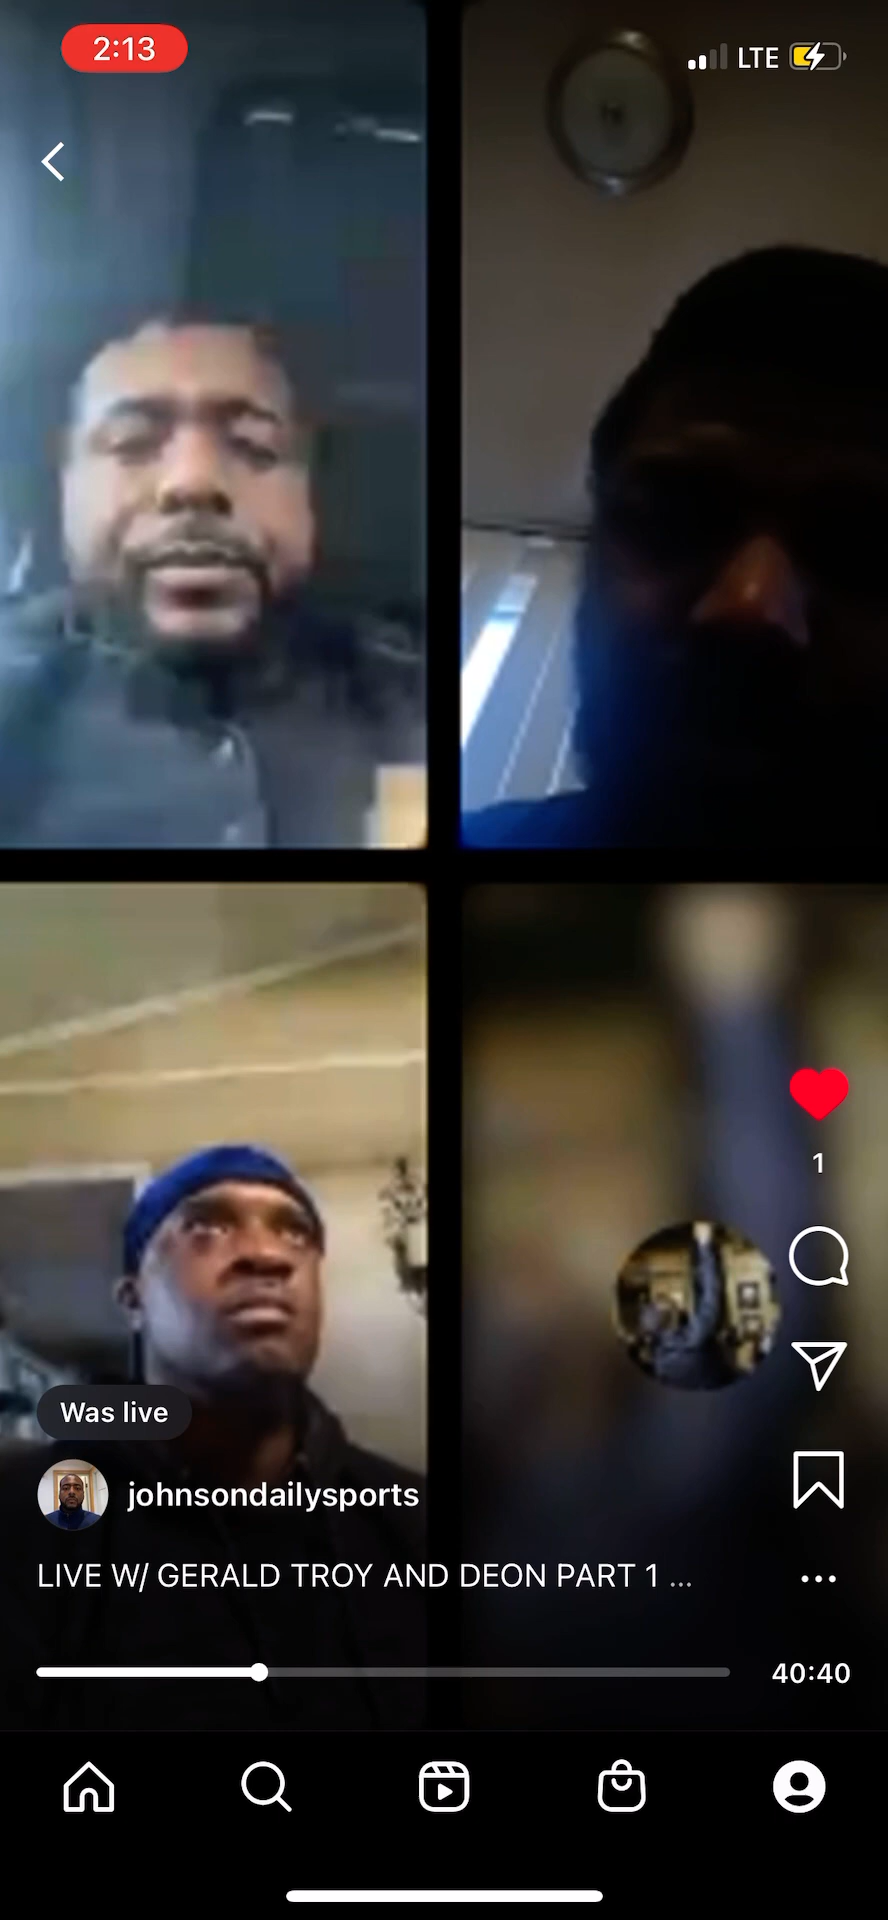 2:13
LTE
1
Was live
johnsondailysports
LIVE W/ GERALD TROY AND DEON PART 1 ...
40:40